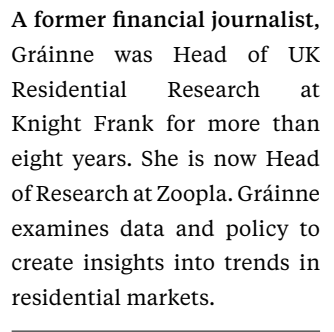 A former financial journalist,
Gráinne was Head of UK
Residential Research at
Knight Frank for more than
eight years. She is now Head
of Research at Zoopla. Gráinne
examines data and policy to
create insights into trends in
residential markets.